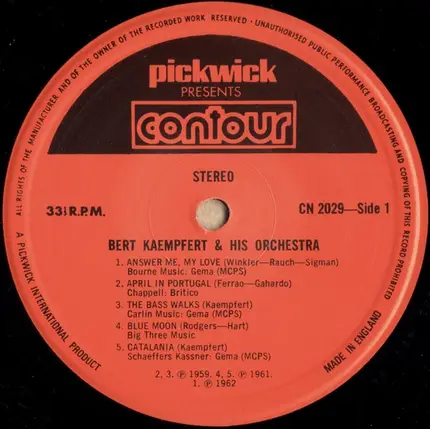 ALL RIGHTS OF THE MANUFACTURER AND OF THE OWNER OF THE RECORDED WORK RESERVED · UNAUTHORISED PUBLIC PERFORMANCE BROADCASTING AND COPYING OF THIS RECORD PROHIBITED
pickwick
PRESENTS
contour
STEREO
33⅓ R.P.M.
CN 2029—Side 1
BERT KAEMPFERT & HIS ORCHESTRA
1. ANSWER ME, MY LOVE (Winkler—Rauch—Sigman)
Bourne Music: Gema (MCPS)
2. APRIL IN PORTUGAL (Ferrao—Gahardo)
Chappell: Britico
3. THE BASS WALKS (Kaempfert)
Carlin Music: Gema (MCPS)
4. BLUE MOON (Rodgers—Hart)
Big Three Music
5. CATALANIA (Kaempfert)
Schaeffers Kassner: Gema (MCPS)
2, 3. ℗ 1959. 4, 5. ℗ 1961.
1. ℗ 1962
A PICKWICK INTERNATIONAL PRODUCT
MADE IN ENGLAND